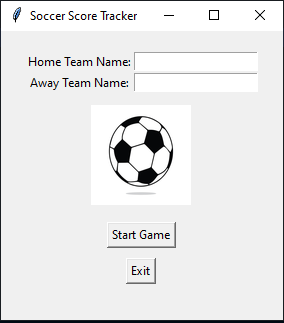 Soccer Score Tracker
Home Team Name:
Away Team Name:
Start Game
Exit